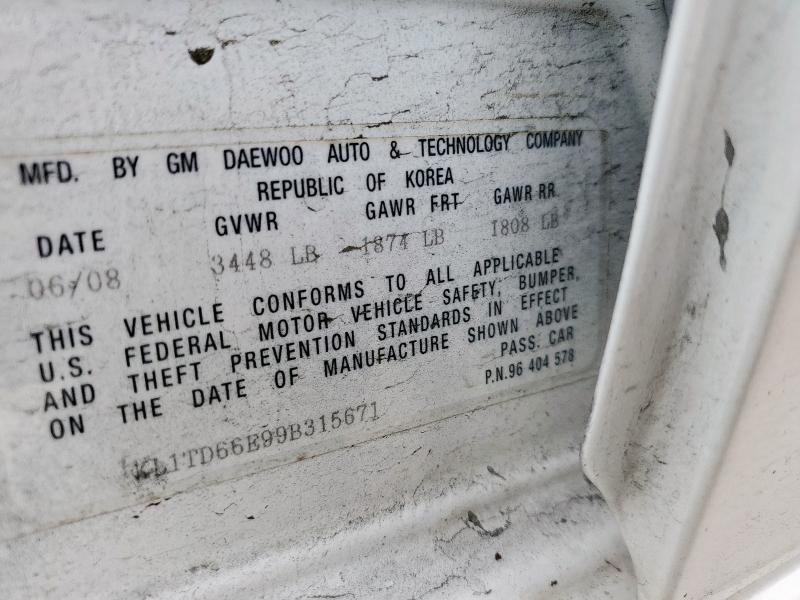 MFD. BY GM DAEWOO AUTO & TECHNOLOGY COMPANY
REPUBLIC OF KOREA
DATE GVWR GAWR FRT GAWR RR
06/08 3448 LB 1874 LB 1808 LB
THIS VEHICLE CONFORMS TO ALL APPLICABLE
U.S. FEDERAL MOTOR VEHICLE SAFETY, BUMPER,
AND THEFT PREVENTION STANDARDS IN EFFECT
ON THE DATE OF MANUFACTURE SHOWN ABOVE
PASS. CAR
P.N.96 404 578
KL1TD66E99B315671